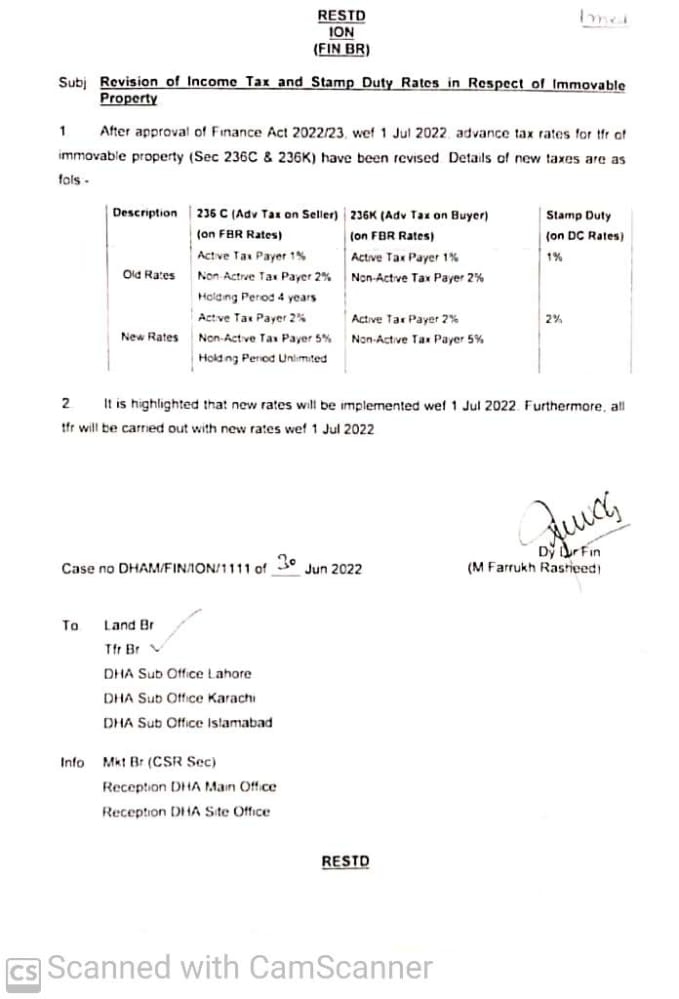 RESTD
Immed
ION
(FIN BR)
Subj Revision of Income Tax and Stamp Duty Rates in Respect of Immovable
Property
1 After approval of Finance Act 2022/23, wef 1 Jul 2022, advance tax rates for tfr of
immovable property (Sec 236C & 236K) have been revised. Details of new taxes are as
fols -
Description 236 C (Adv Tax on Seller) 236K (Adv Tax on Buyer) Stamp Duty
(on FBR Rates) (on FBR Rates) (on DC Rates)
Active Tax Payer 1% Active Tax Payer 1% 1%
Old Rates Non-Active Tax Payer 2% Non-Active Tax Payer 2%
Holding Period 4 years
Active Tax Payer 2% Active Tax Payer 2% 2%
New Rates Non-Active Tax Payer 5% Non-Active Tax Payer 5%
Holding Period Unlimited
2 It is highlighted that new rates will be implemented wef 1 Jul 2022. Furthermore, all
tfr will be carried out with new rates wef 1 Jul 2022
Dy Dir Fin
Case no DHAM/FIN/ION/1111 of 30 Jun 2022 (M Farrukh Rasheed)
To Land Br
Tfr Br
DHA Sub Office Lahore
DHA Sub Office Karachi
DHA Sub Office Islamabad
Info Mkt Br (CSR Sec)
Reception DHA Main Office
Reception DHA Site Office
RESTD
CS Scanned with CamScanner